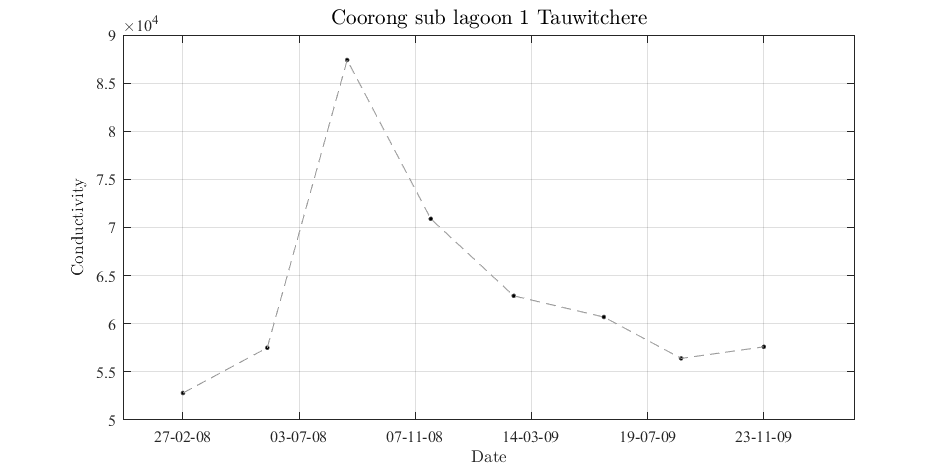 Coorong sub lagoon 1 Tauwitchere
×10⁴
9
8.5
8
7.5
7
6.5
6
5.5
5
Conductivity
27-02-08 03-07-08 07-11-08 14-03-09 19-07-09 23-11-09
Date